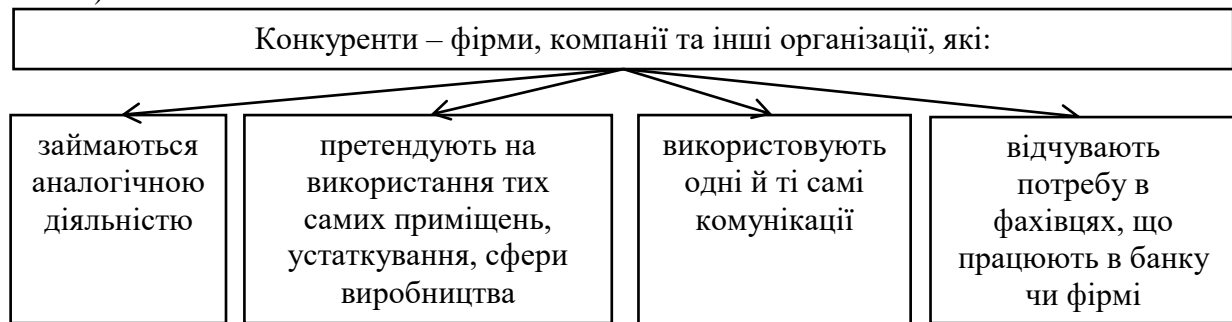 )
Конкуренти – фірми, компанії та інші організації, які:
займаються
аналогічною
діяльністю
претендують на
використання тих
самих приміщень,
устаткування, сфери
виробництва
використовують
одні й ті самі
комунікації
відчувають
потребу в
фахівцях, що
працюють в банку
чи фірмі